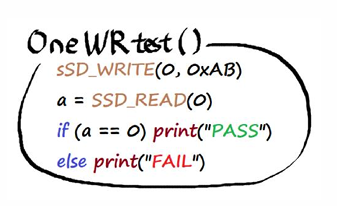 OneWRtest()
sSD_WRITE(0, 0xAB)
a = SSD_READ(0)
if (a == 0) print("PASS")
else print("FAIL")